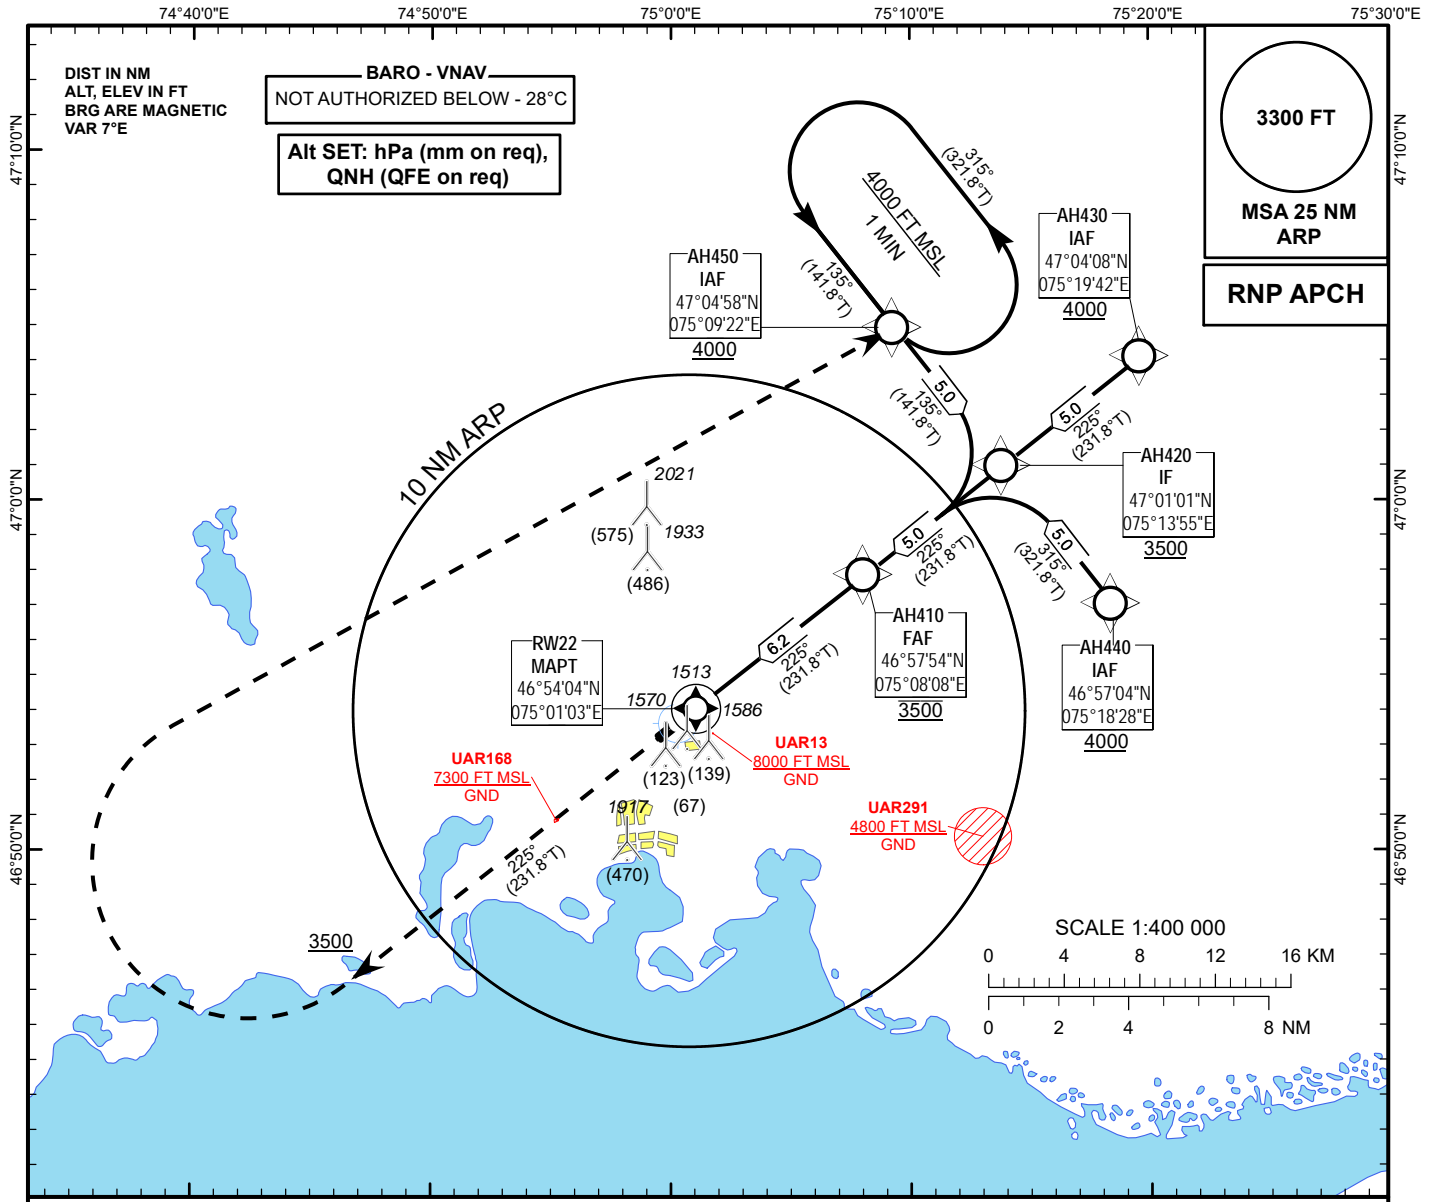 74°40'0"E
74°50'0"E
75°0'0"E
75°10'0"E
75°20'0"E
75°30'0"E
DIST IN NM
ALT, ELEV IN FT
BRG ARE MAGNETIC
VAR 7°E
BARO - VNAV
NOT AUTHORIZED BELOW - 28°C
Alt SET: hPa (mm on req),
QNH (QFE on req)
3300 FT
MSA 25 NM
ARP
RNP APCH
47°10'0"N
47°10'0"N
315°
(321.8°T)
4000 FT MSL
1 MIN
135°
(141.8°T)
AH450
IAF
47°04'58"N
075°09'22"E
4000
AH430
IAF
47°04'08"N
075°19'42"E
4000
5.0
135°
(141.8°T)
5.0
225°
(231.8°T)
10 NM ARP
AH420
IF
47°01'01"N
075°13'55"E
3500
2021
(575)
1933
(486)
47°0'0"N
47°0'0"N
5.0
225°
(231.8°T)
5.0
315°
(321.8°T)
AH410
FAF
46°57'54"N
075°08'08"E
3500
AH440
IAF
46°57'04"N
075°18'28"E
4000
6.2
225°
(231.8°T)
RW22
MAPT
46°54'04"N
075°01'03"E
1513
1570
1586
(123)
(139)
(67)
UAR168
7300 FT MSL
GND
UAR13
8000 FT MSL
GND
UAR291
4800 FT MSL
GND
1917
(470)
46°50'0"N
46°50'0"N
225°
(231.8°T)
3500
SCALE 1:400 000
0 4 8 12 16 KM
0 2 4 8 NM